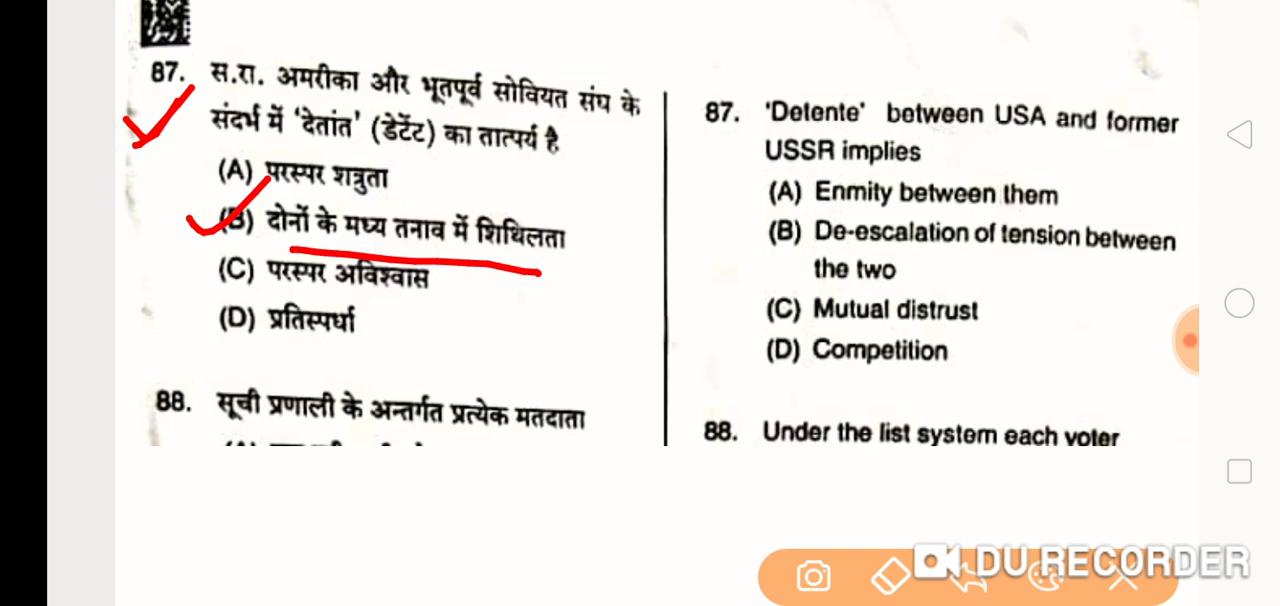 87. स.रा. अमरीका और भूतपूर्व सोवियत संघ के
संदर्भ में 'देतांत' (डेटेंट) का तात्पर्य है
(A) परस्पर शत्रुता
(B) दोनों के मध्य तनाव में शिथिलता
(C) परस्पर अविश्वास
(D) प्रतिस्पर्धा
88. सूची प्रणाली के अन्तर्गत प्रत्येक मतदाता
87. 'Detente' between USA and former
USSR implies
(A) Enmity between them
(B) De-escalation of tension between
the two
(C) Mutual distrust
(D) Competition
88. Under the list system each voter
DU RECORDER